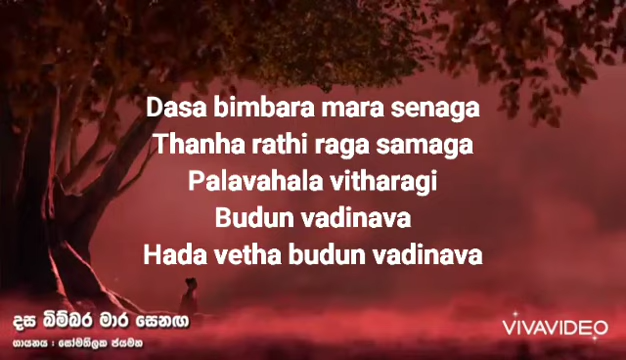 Dasa bimbara mara senaga
Thanha rathi raga samaga
Palavahala vitharagi
Budun vadinava
Hada vetha budun vadinava
දස බිම්බර මාර සෙනඟ
ගායනය : සෝමතිලක ජයමහ
VIVAVIDEO